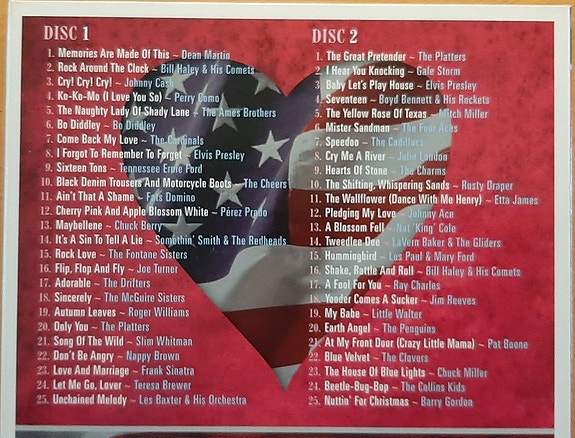 DISC 1
1. Memories Are Made Of This ~ Dean Martin
2. Rock Around The Clock ~ Bill Haley & His Comets
3. Cry! Cry! Cry! ~ Johnny Cash
4. Ko-Ko-Mo (I Love You So) ~ Perry Como
5. The Naughty Lady Of Shady Lane ~ The Ames Brothers
6. Bo Diddley ~ Bo Diddley
7. Come Back My Love ~ The Cardinals
8. I Forgot To Remember To Forget ~ Elvis Presley
9. Sixteen Tons ~ Tennessee Ernie Ford
10. Black Denim Trousers And Motorcycle Boots ~ The Cheers
11. Ain't That A Shame ~ Fats Domino
12. Cherry Pink And Apple Blossom White ~ Pérez Prado
13. Maybellene ~ Chuck Berry
14. It's A Sin To Tell A Lie ~ Somethin' Smith & The Redheads
15. Rock Love ~ The Fontane Sisters
16. Flip, Flop And Fly ~ Joe Turner
17. Adorable ~ The Drifters
18. Sincerely ~ The McGuire Sisters
19. Autumn Leaves ~ Roger Williams
20. Only You ~ The Platters
21. Song Of The Wild ~ Slim Whitman
22. Don't Be Angry ~ Nappy Brown
23. Love And Marriage ~ Frank Sinatra
24. Let Me Go, Lover ~ Teresa Brewer
25. Unchained Melody ~ Les Baxter & His Orchestra
DISC 2
1. The Great Pretender ~ The Platters
2. I Hear You Knocking ~ Gale Storm
3. Baby Let's Play House ~ Elvis Presley
4. Seventeen ~ Boyd Bennett & His Rockets
5. The Yellow Rose Of Texas ~ Mitch Miller
6. Mister Sandman ~ The Four Aces
7. Speedoo ~ The Cadillacs
8. Cry Me A River ~ Julie London
9. Hearts Of Stone ~ The Charms
10. The Shifting, Whispering Sands ~ Rusty Draper
11. The Wallflower (Dance With Me Henry) ~ Etta James
12. Pledging My Love ~ Johnny Ace
13. A Blossom Fell ~ Nat 'King' Cole
14. Tweedlee Dee ~ LaVern Baker & The Gliders
15. Hummingbird ~ Les Paul & Mary Ford
16. Shake, Rattle And Roll ~ Bill Haley & His Comets
17. A Fool For You ~ Ray Charles
18. Yonder Comes A Sucker ~ Jim Reeves
19. My Babe ~ Little Walter
20. Earth Angel ~ The Penguins
21. At My Front Door (Crazy Little Mama) ~ Pat Boone
22. Blue Velvet ~ The Clovers
23. The House Of Blue Lights ~ Chuck Miller
24. Beetle-Bug-Bop ~ The Collins Kids
25. Nuttin' For Christmas ~ Barry Gordon